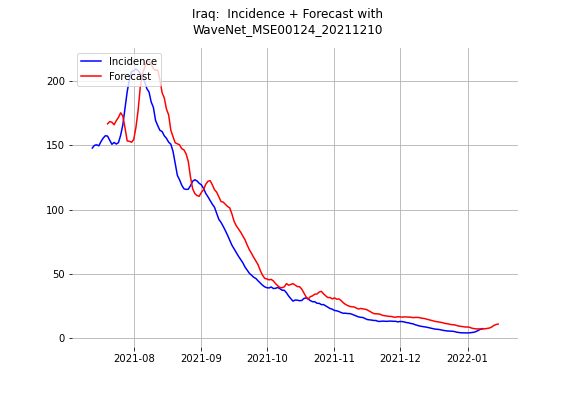 Iraq: Incidence + Forecast with
WaveNet_MSE00124_20211210
Incidence
Forecast
200
150
100
50
0
2021-08 2021-09 2021-10 2021-11 2021-12 2022-01